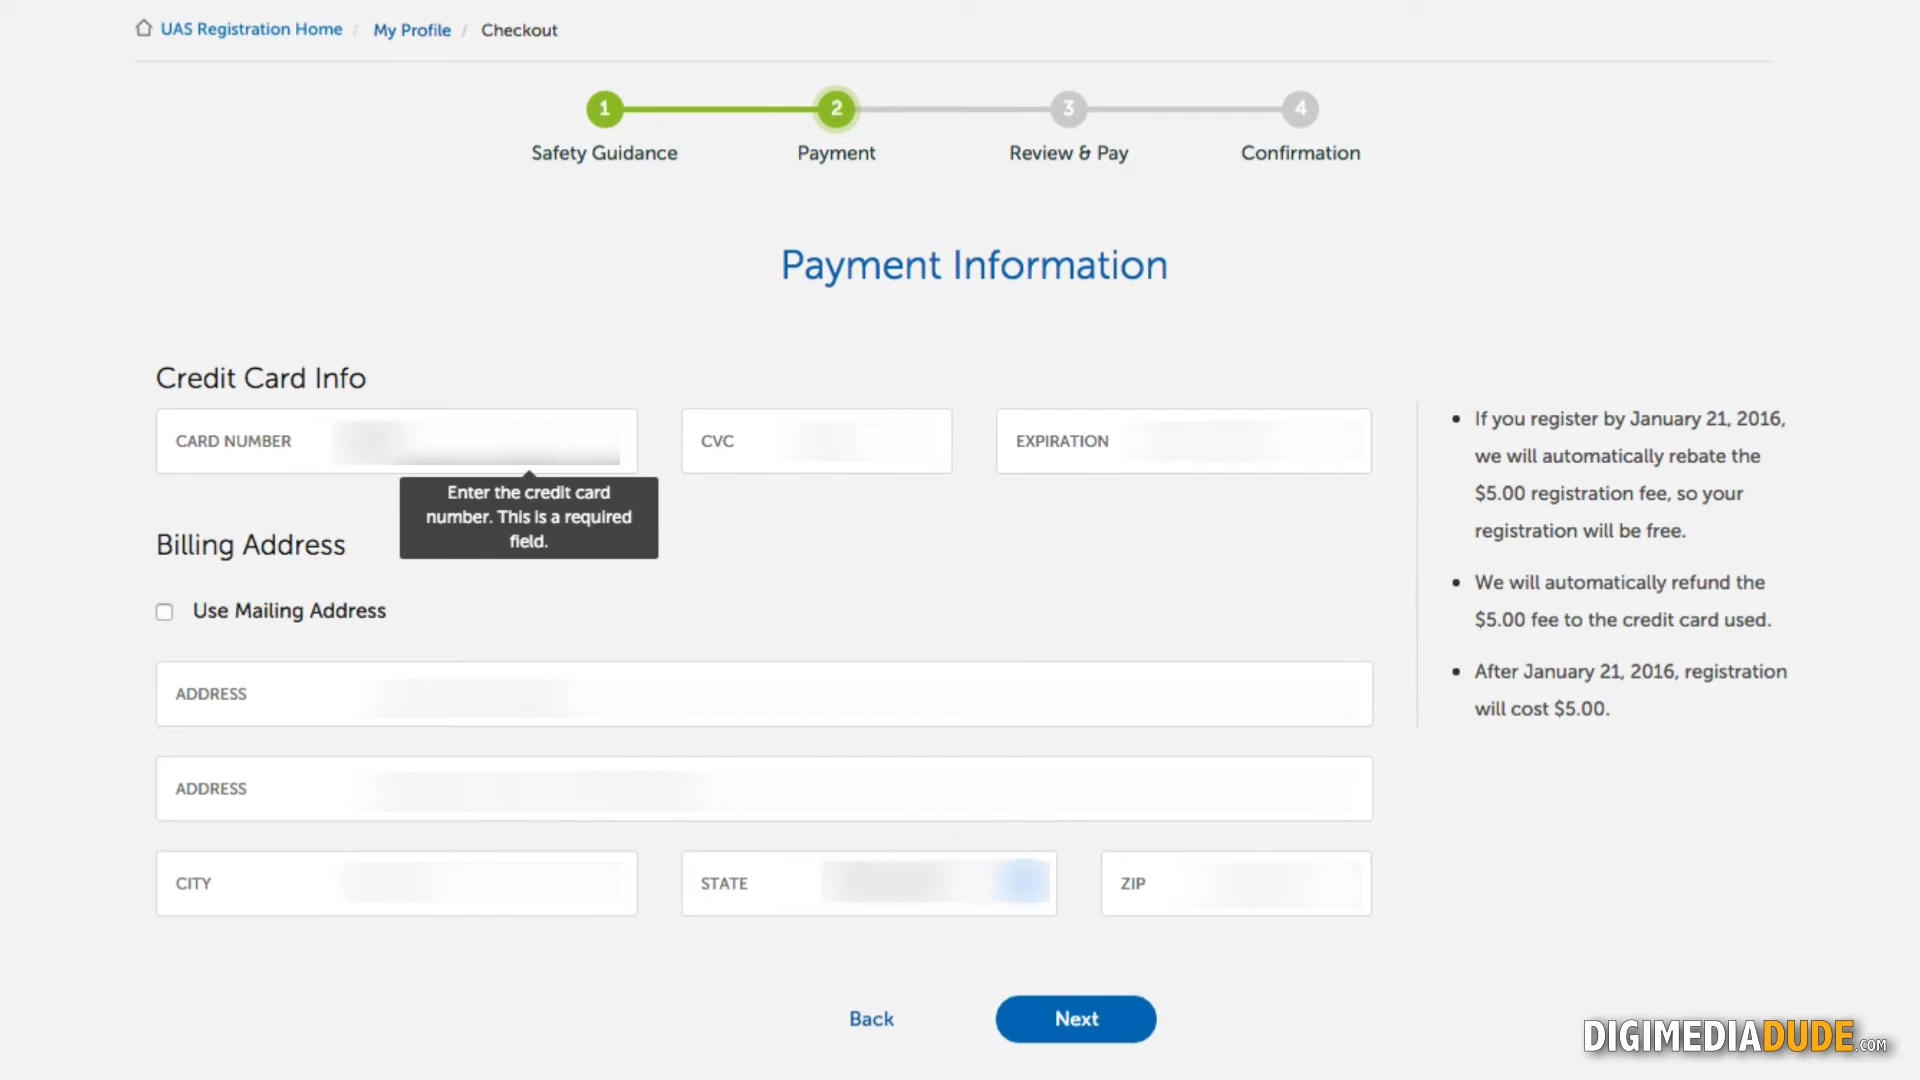 UAS Registration Home / My Profile / Checkout
1 2 3 4
Safety Guidance Payment Review & Pay Confirmation
Payment Information
Credit Card Info
CARD NUMBER CVC EXPIRATION
Enter the credit card
number. This is a required
field.
Billing Address
Use Mailing Address
ADDRESS
ADDRESS
CITY STATE ZIP
Back Next
• If you register by January 21, 2016,
we will automatically rebate the
$5.00 registration fee, so your
registration will be free.
• We will automatically refund the
$5.00 fee to the credit card used.
• After January 21, 2016, registration
will cost $5.00.
DIGIMEDIADUDE.COM